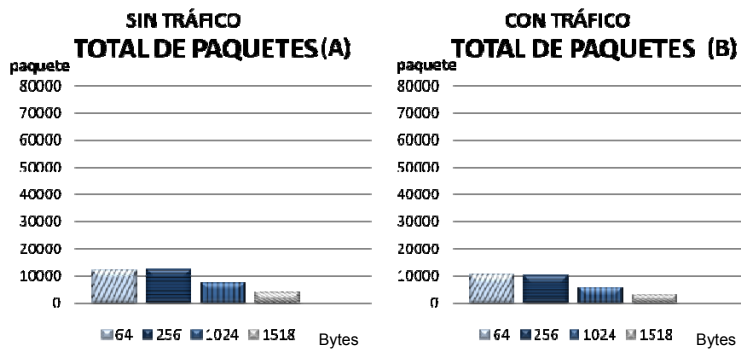 SIN TRÁFICO
TOTAL DE PAQUETES (A)
paquete
80000
70000
60000
50000
40000
30000
20000
10000
0
64 256 1024 1518 Bytes
CON TRÁFICO
TOTAL DE PAQUETES (B)
paquete
80000
70000
60000
50000
40000
30000
20000
10000
0
64 256 1024 1518 Bytes